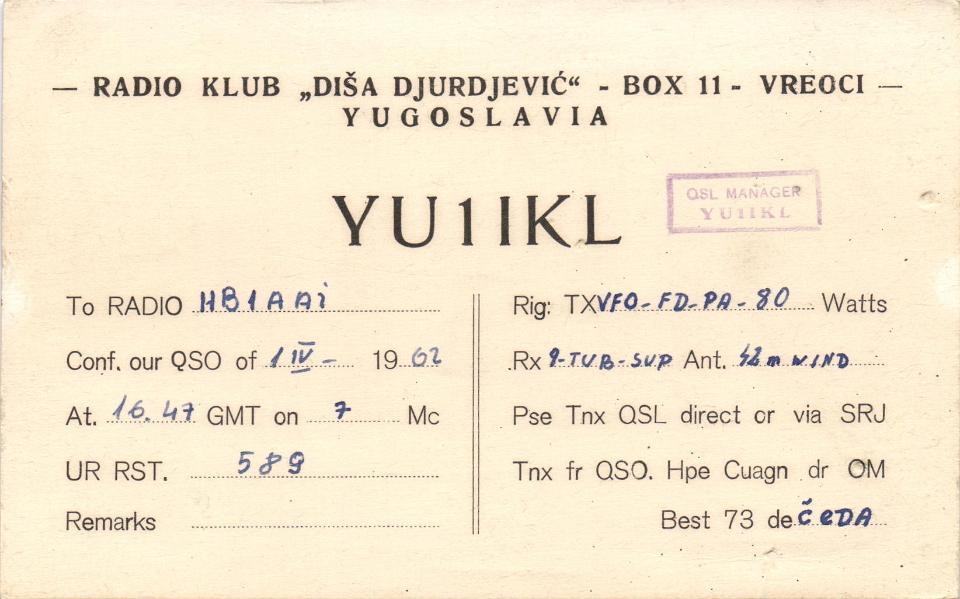 — RADIO KLUB „DIŠA DJURDJEVIĆ“ - BOX 11 - VREOCI —
YUGOSLAVIA
YU1IKL
QSL MANAGER
YU1IKL
To RADIO HB1AAi
Conf. our QSO of 1 IV - 1962
At. 16.47 GMT on 7 Mc
UR RST. 589
Remarks
Rig: TX VFO-FD-PA-80 Watts
Rx 9-TUB-SUP Ant. 42m WIND
Pse Tnx QSL direct or via SRJ
Tnx fr QSO. Hpe Cuagn dr OM
Best 73 de ČeDA